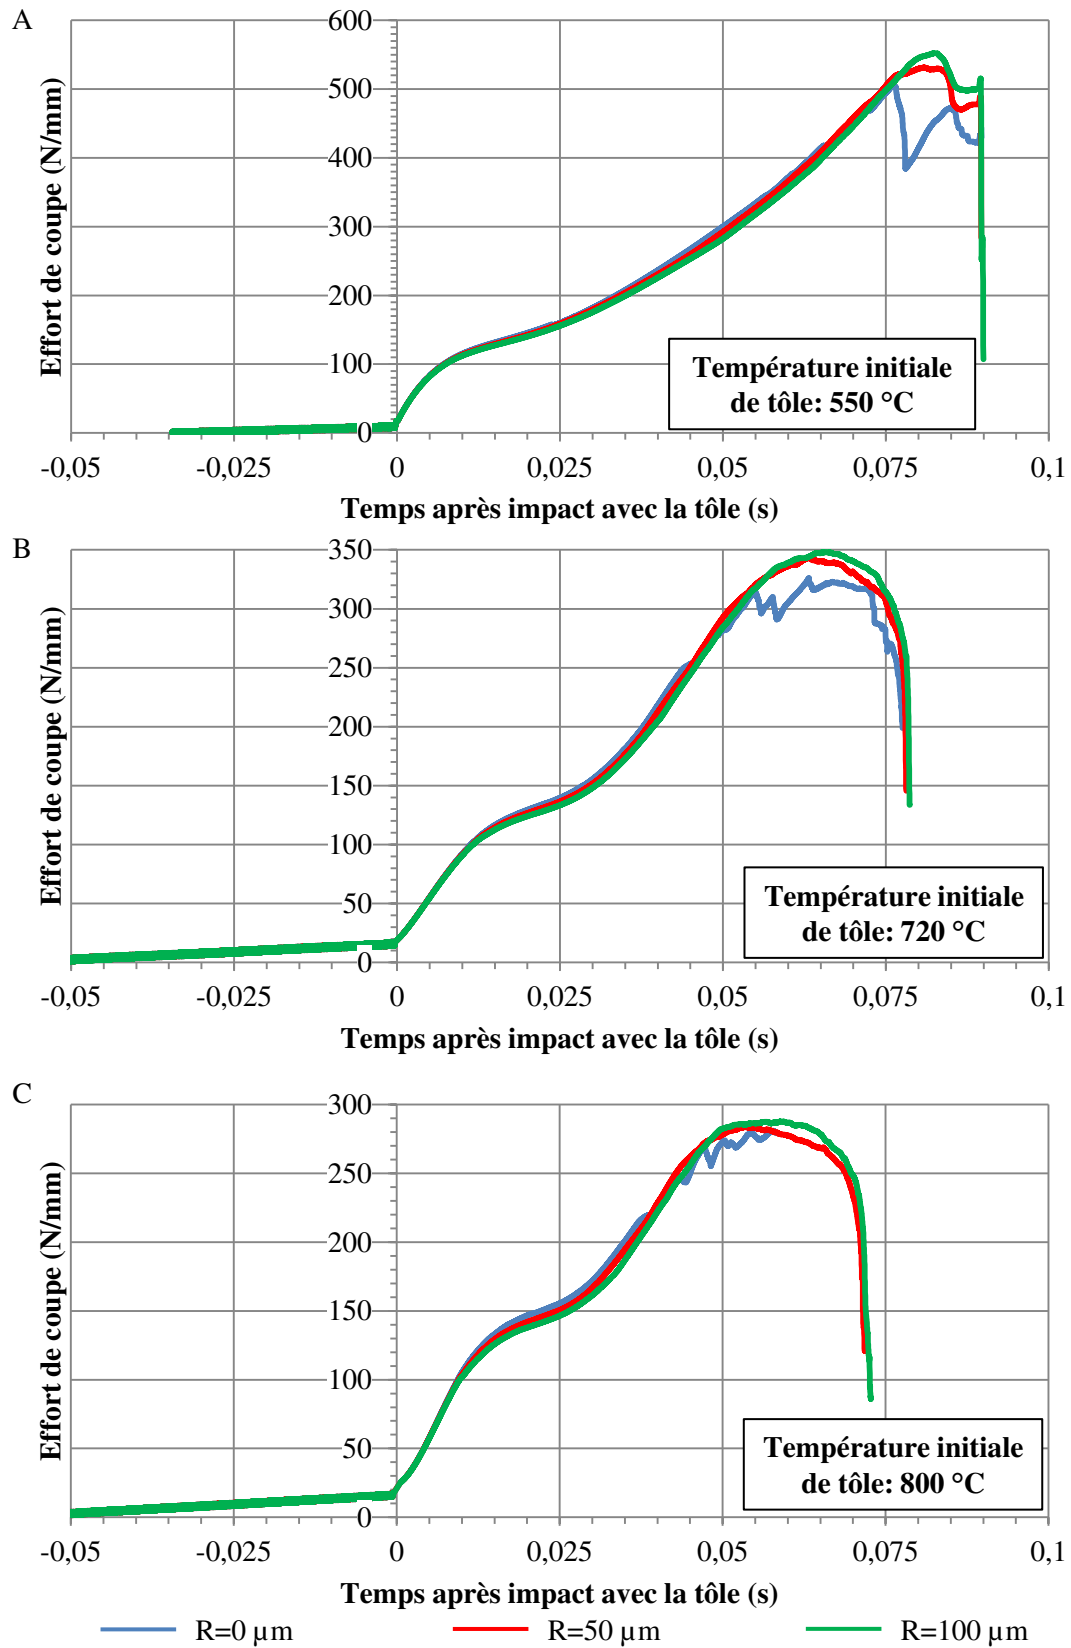 A
600
500
400
300
200
100
0
Effort de coupe (N/mm)
Température initiale
de tôle: 550 °C
-0,05 -0,025 0 0,025 0,05 0,075 0,1
Temps après impact avec la tôle (s)
B
350
300
250
200
150
100
50
0
Effort de coupe (N/mm)
Température initiale
de tôle: 720 °C
-0,05 -0,025 0 0,025 0,05 0,075 0,1
Temps après impact avec la tôle (s)
C
300
250
200
150
100
50
0
Effort de coupe (N/mm)
Température initiale
de tôle: 800 °C
-0,05 -0,025 0 0,025 0,05 0,075 0,1
Temps après impact avec la tôle (s)
R=0 µm R=50 µm R=100 µm